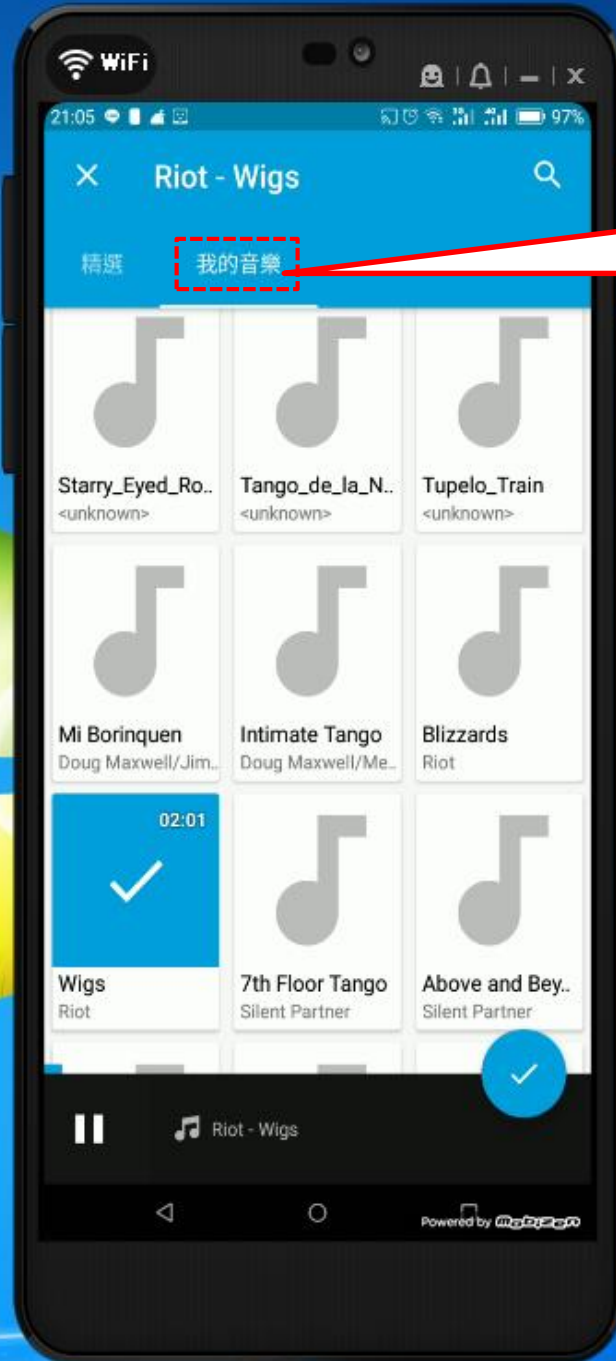 WiFi
21:05 97%
Riot - Wigs
精選 我的音樂
Starry_Eyed_Ro.. Tango_de_la_N.. Tupelo_Train
<unknown> <unknown> <unknown>
Mi Borinquen Intimate Tango Blizzards
Doug Maxwell/Jim.. Doug Maxwell/Me.. Riot
02:01
Wigs 7th Floor Tango Above and Bey..
Riot Silent Partner Silent Partner
Riot - Wigs
Powered by Mobizen